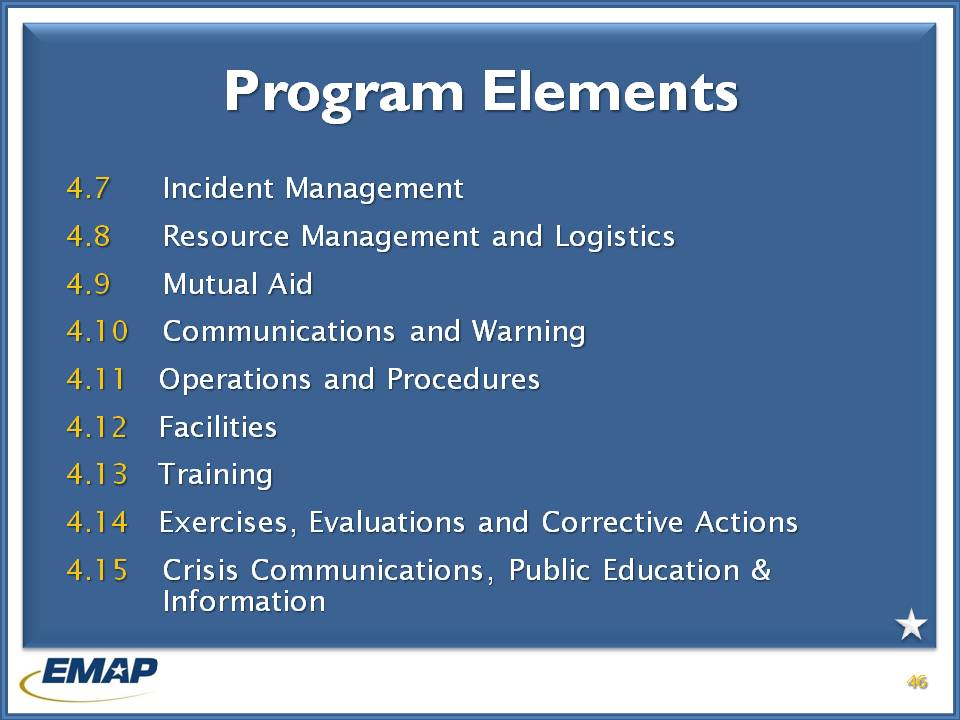 Program Elements
4.7 Incident Management
4.8 Resource Management and Logistics
4.9 Mutual Aid
4.10 Communications and Warning
4.11 Operations and Procedures
4.12 Facilities
4.13 Training
4.14 Exercises, Evaluations and Corrective Actions
4.15 Crisis Communications, Public Education &
Information
EMAP
46